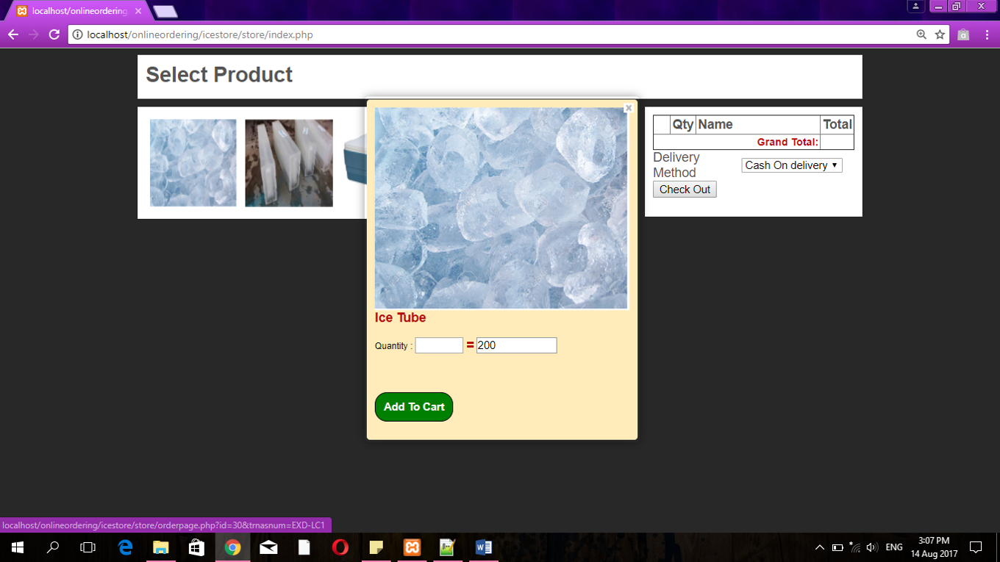 localhost/onlineordering
localhost/onlineordering/icestore/store/index.php
Select Product
Qty Name Total
Grand Total:
Delivery Method
Cash On delivery
Check Out
Ice Tube
Quantity : = 200
Add To Cart
localhost/onlineordering/icestore/store/orderpage.php?id=30&trnasnum=EXD-LC1
ENG
3:07 PM
14 Aug 2017